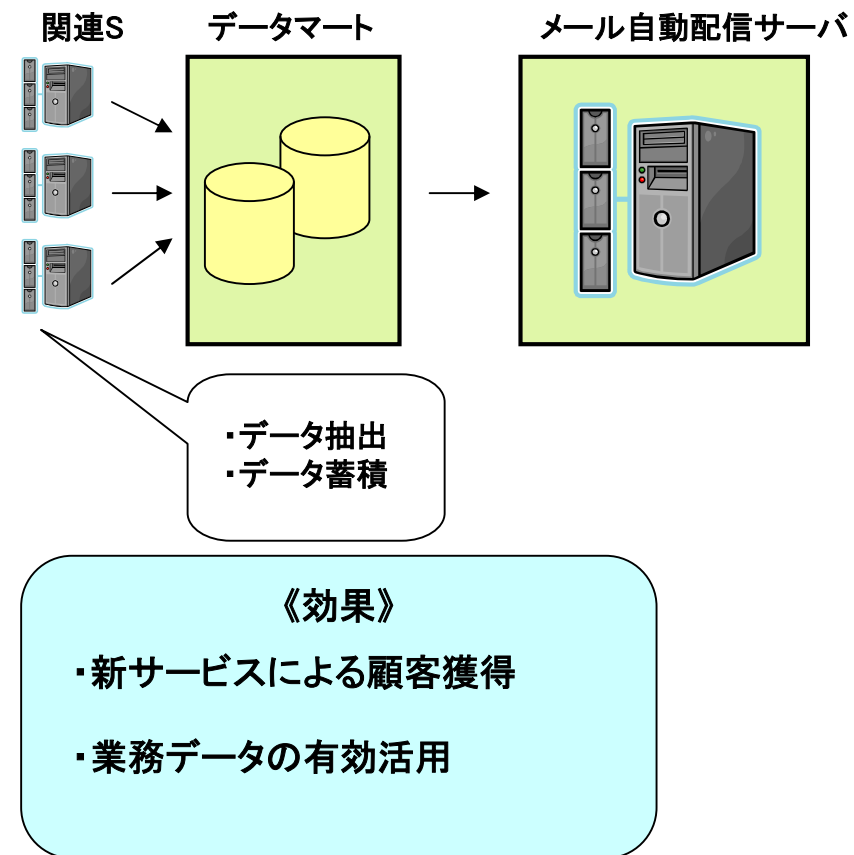 関連S
データマート
メール自動配信サーバ
・データ抽出
・データ蓄積
《効果》
・新サービスによる顧客獲得
・業務データの有効活用